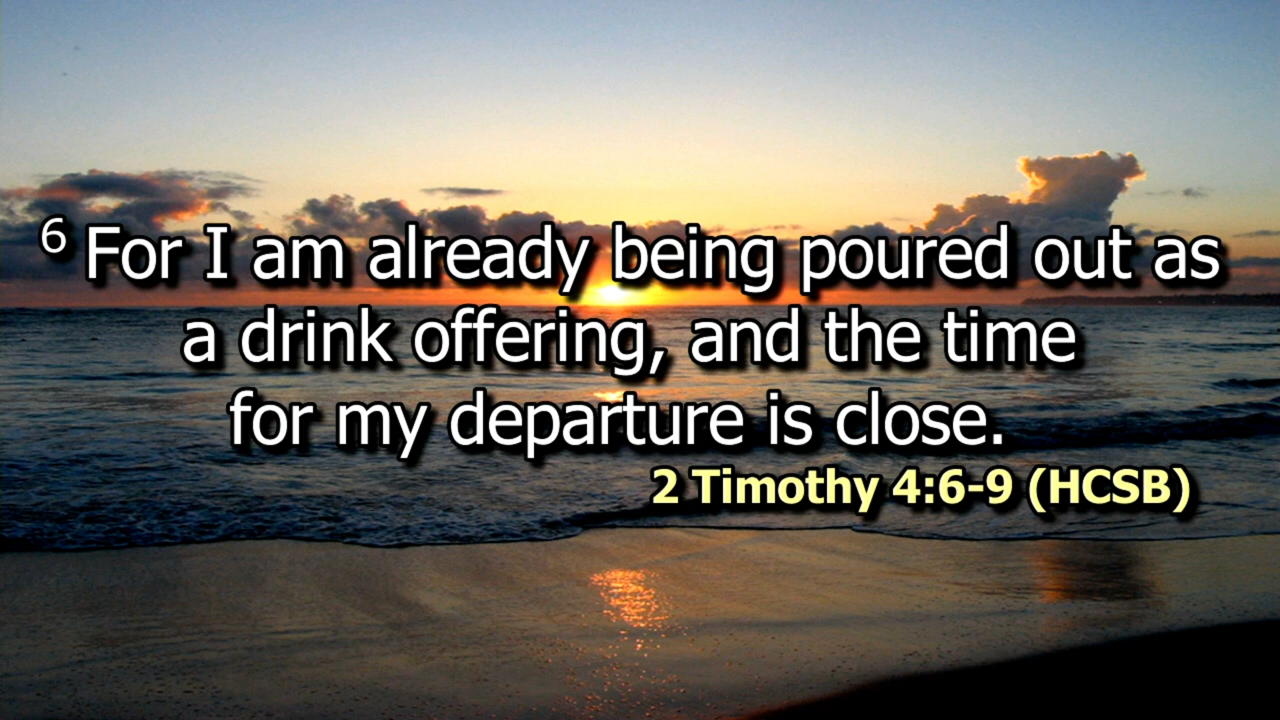 6 For I am already being poured out as
a drink offering, and the time
for my departure is close.
2 Timothy 4:6-9 (HCSB)